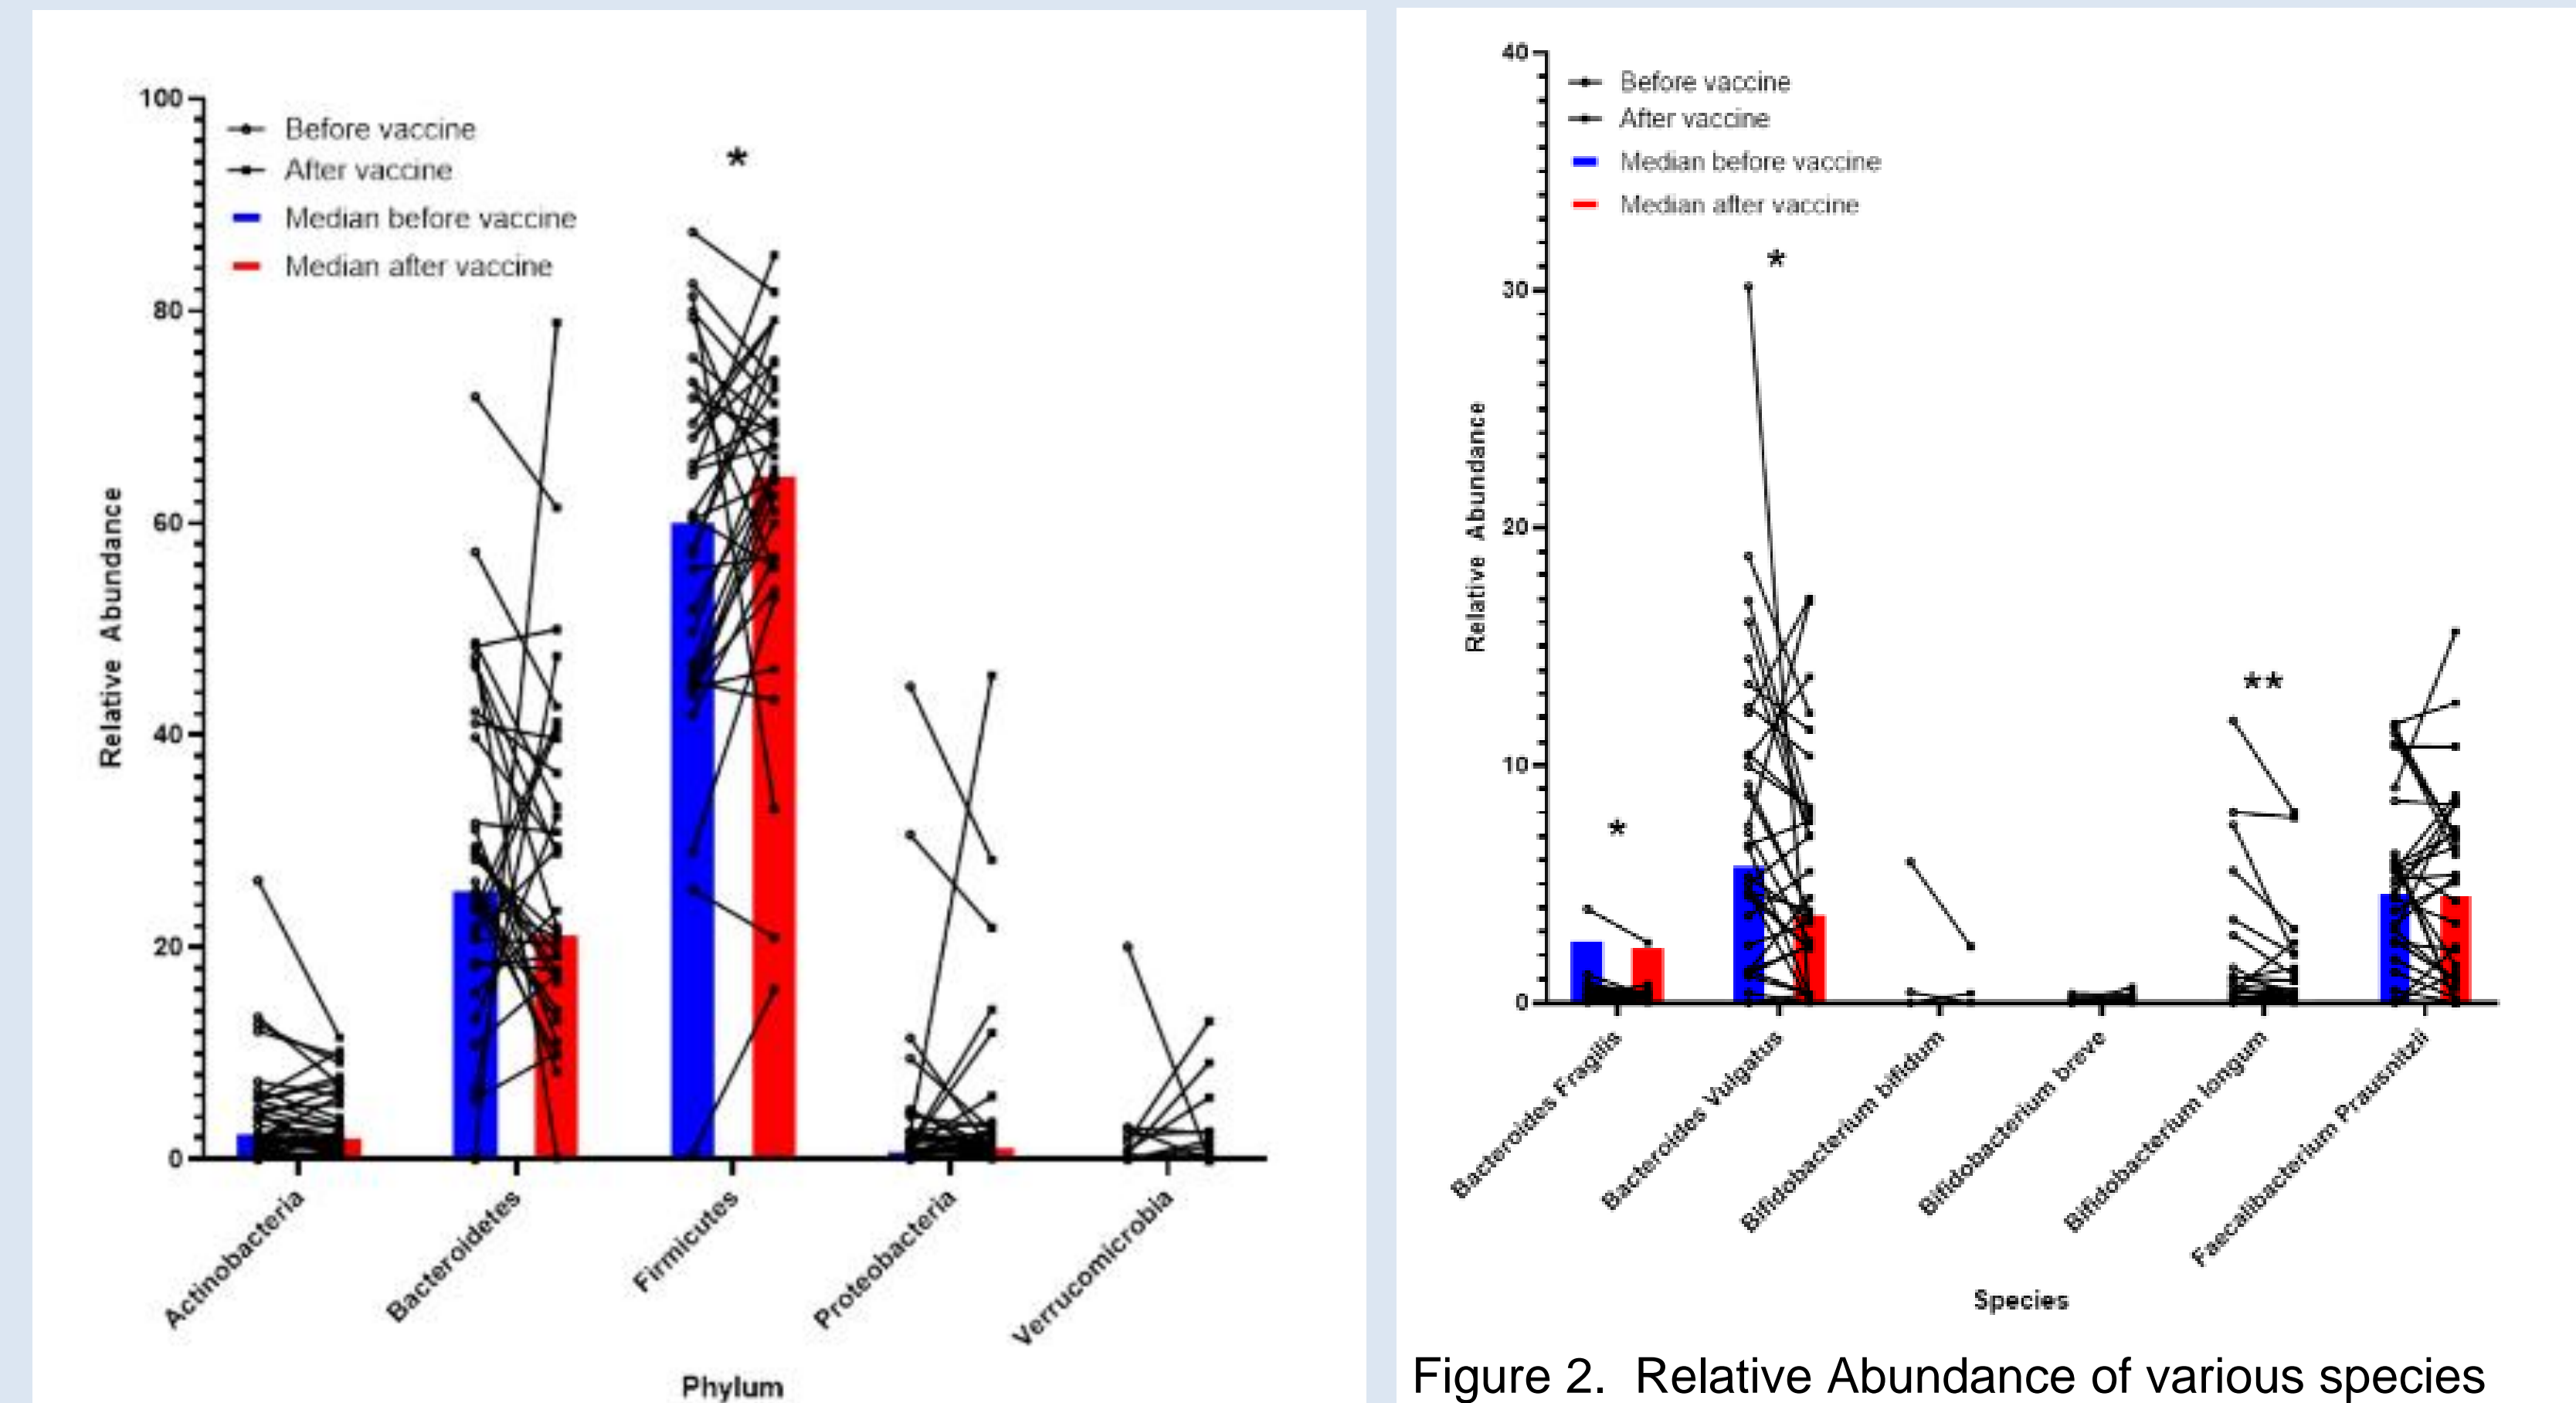 100
80
60
40
20
0
Relative Abundance
Before vaccine
After vaccine
Median before vaccine
Median after vaccine
*
Actinobacteria
Bacteroidetes
Firmicutes
Proteobacteria
Verrucomicrobia
Phylum
40
30
20
10
0
Relative Abundance
Before vaccine
After vaccine
Median before vaccine
Median after vaccine
*
*
**
Bacteroides Fragilis
Bacteroides Vulgatus
Bifidobacterium bifidum
Bifidobacterium breve
Bifidobacterium longum
Faecalibacterium Prausnitzii
Species
Figure 2. Relative Abundance of various species